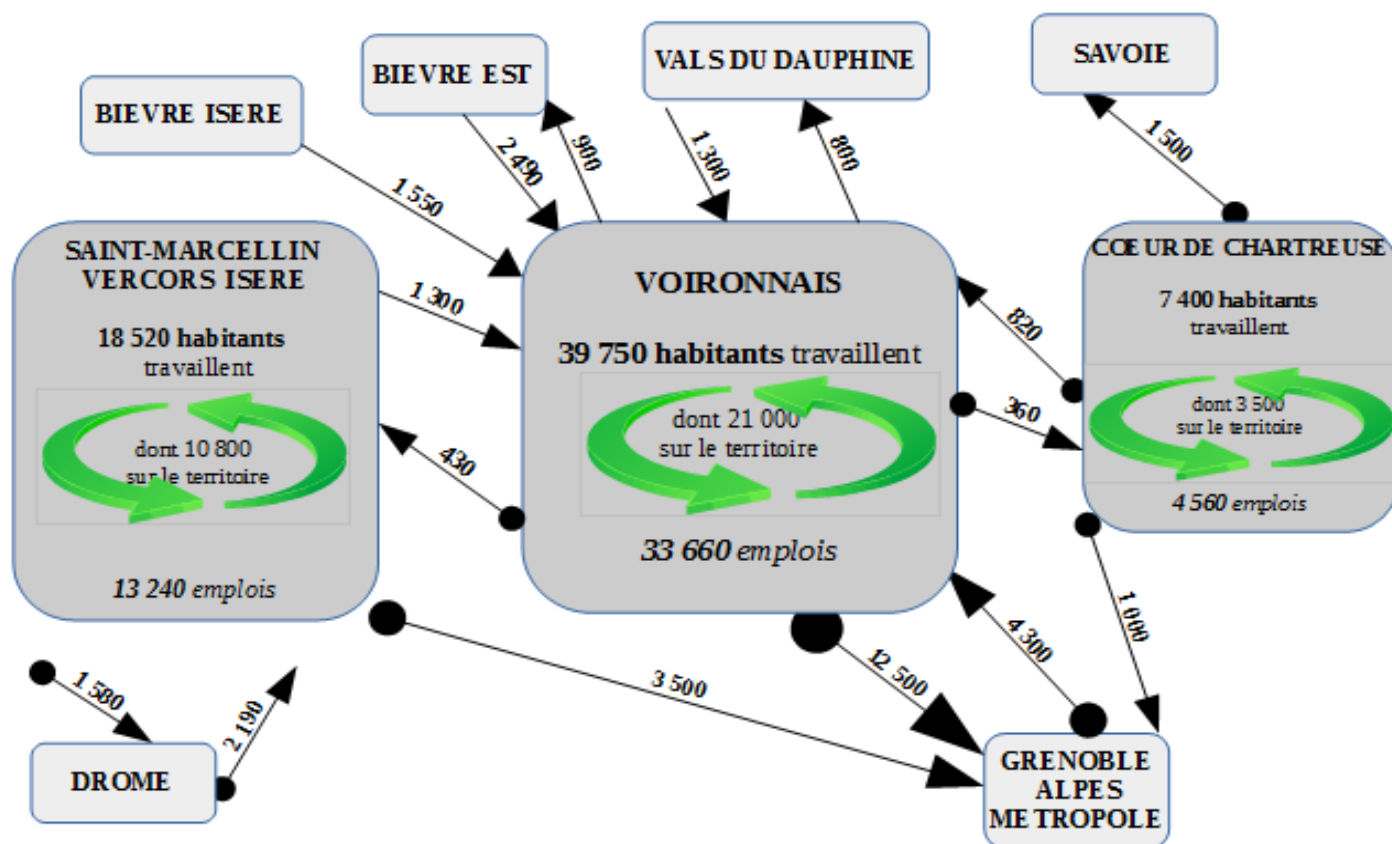 BIEVRE ISERE
BIEVRE EST
VALS DU DAUPHINE
SAVOIE
1 550
2 490
900
1 300
800
1 500
SAINT-MARCELLIN
VERCORS ISERE
18 520 habitants
travaillent
dont 10 800
sur le territoire
13 240 emplois
1 300
430
VOIRONNAIS
39 750 habitants travaillent
dont 21 000
sur le territoire
33 660 emplois
820
360
COEUR DE CHARTREUSE
7 400 habitants
travaillent
dont 3 500
sur le territoire
4 560 emplois
1 580
2 190
3 500
12 500
4 300
1 000
DROME
GRENOBLE
ALPES
METROPOLE